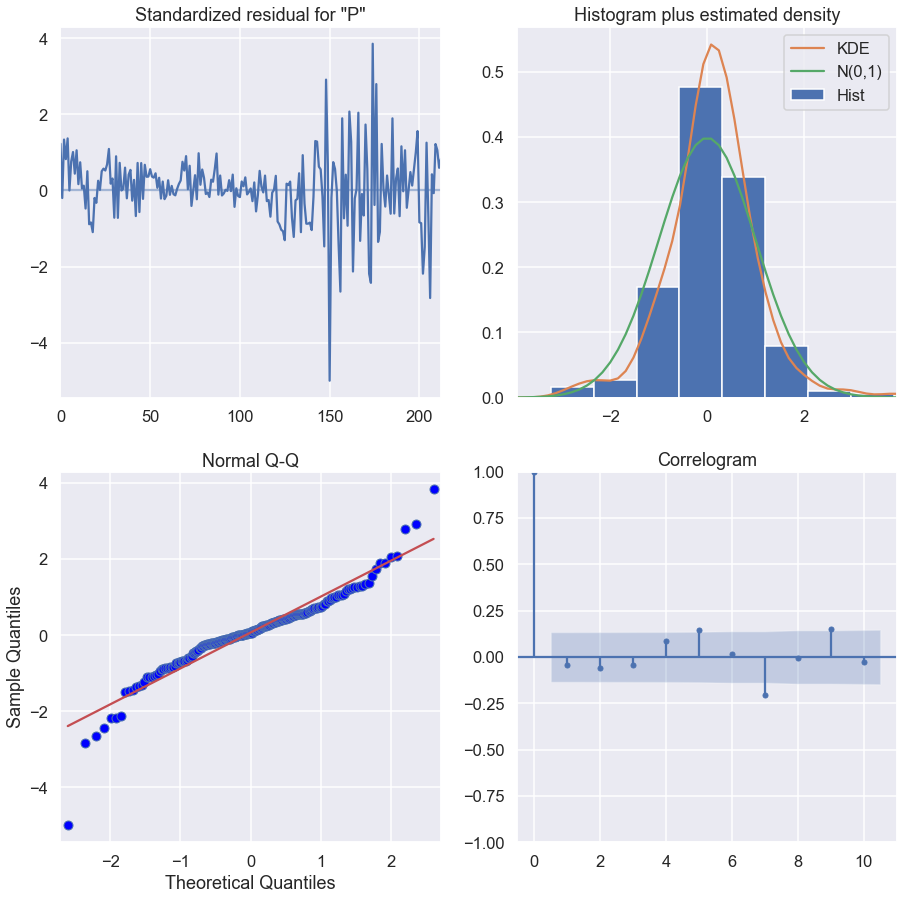 Standardized residual for "P"
4
2
0
−2
−4
0 50 100 150 200
Histogram plus estimated density
KDE
N(0,1)
Hist
0.5
0.4
0.3
0.2
0.1
0.0
−2 0 2
Normal Q-Q
Sample Quantiles
4
2
0
−2
−4
−2 −1 0 1 2
Theoretical Quantiles
Correlogram
1.00
0.75
0.50
0.25
0.00
−0.25
−0.50
−0.75
−1.00
0 2 4 6 8 10